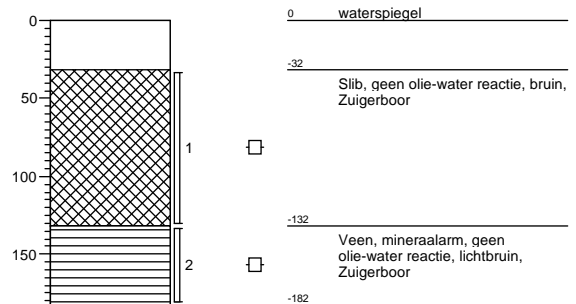 0
50
100
150
1
2
0 waterspiegel
-32
Slib, geen olie-water reactie, bruin,
Zuigerboor
-132
Veen, mineraalarm, geen
olie-water reactie, lichtbruin,
Zuigerboor
-182